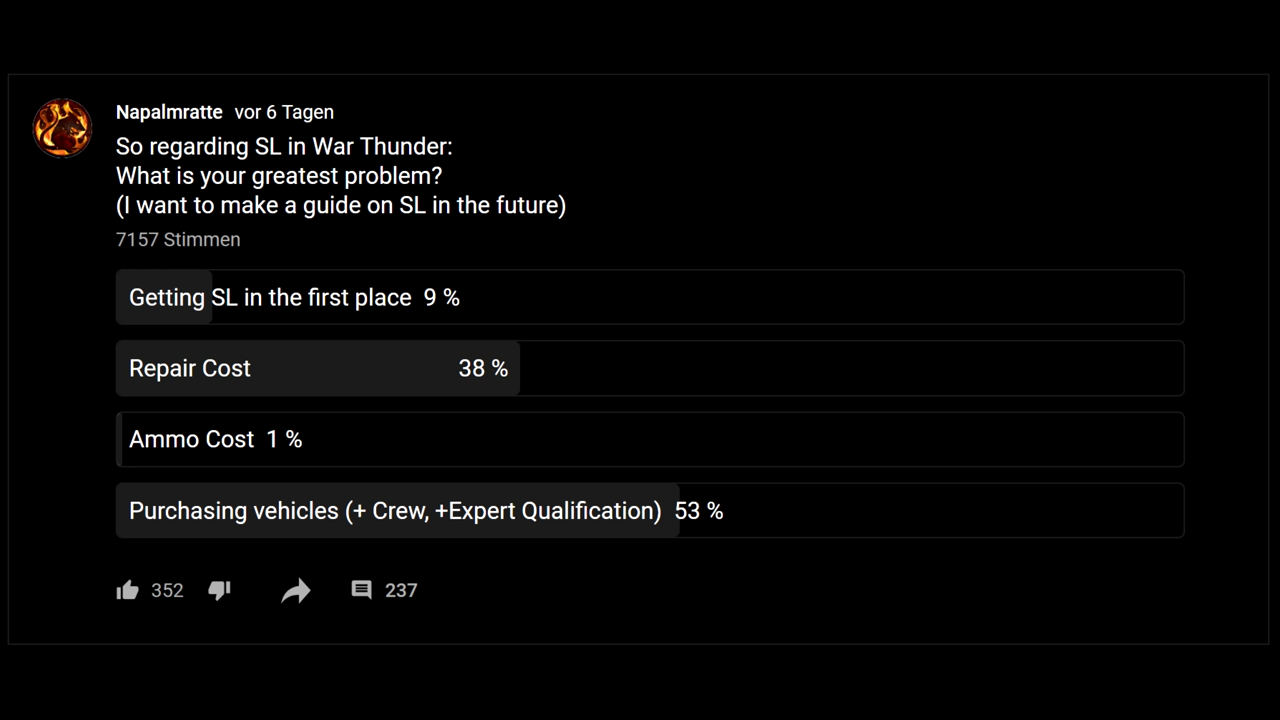 Napalmratte vor 6 Tagen
So regarding SL in War Thunder:
What is your greatest problem?
(I want to make a guide on SL in the future)
7157 Stimmen
Getting SL in the first place 9 %
Repair Cost 38 %
Ammo Cost 1 %
Purchasing vehicles (+ Crew, +Expert Qualification) 53 %
352 237